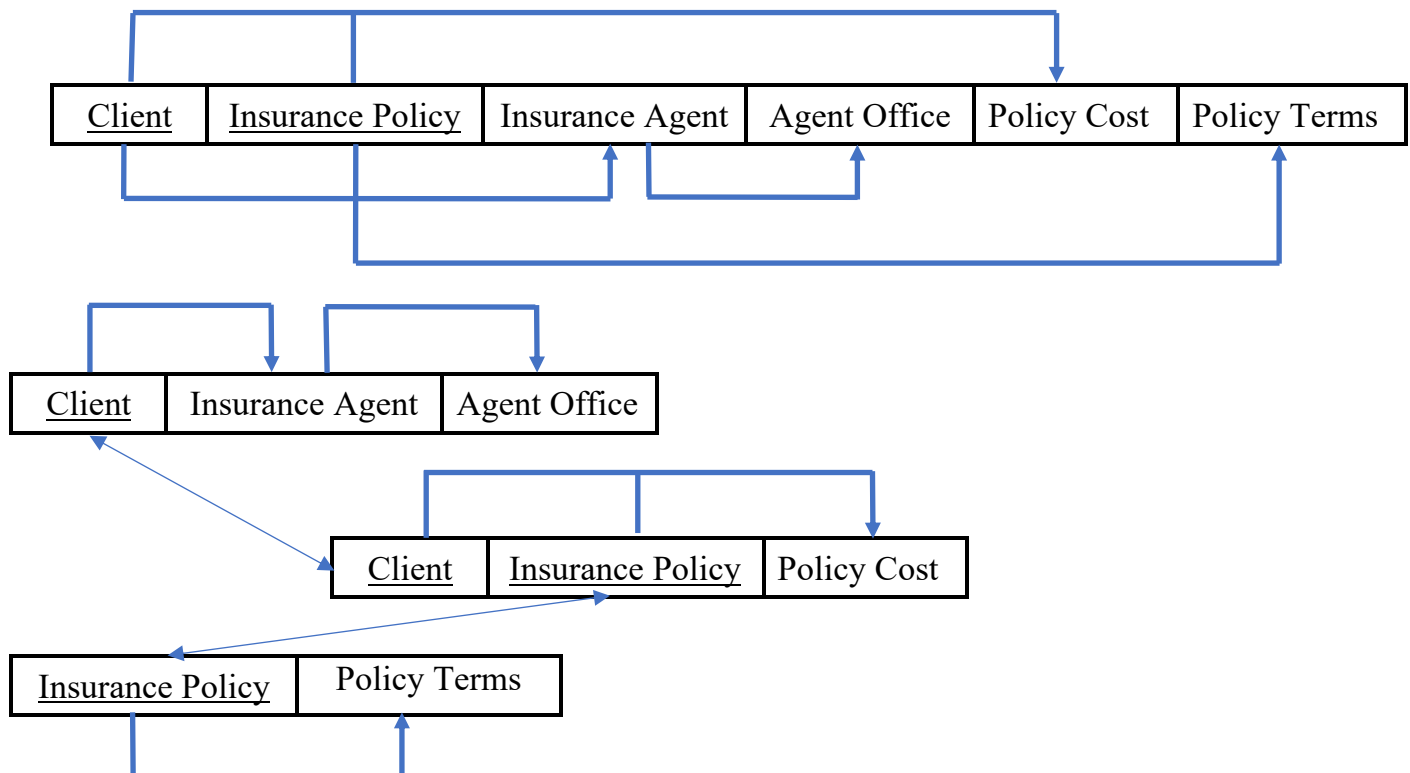 Client Insurance Policy Insurance Agent Agent Office Policy Cost Policy Terms
Client Insurance Agent Agent Office
Client Insurance Policy Policy Cost
Insurance Policy Policy Terms